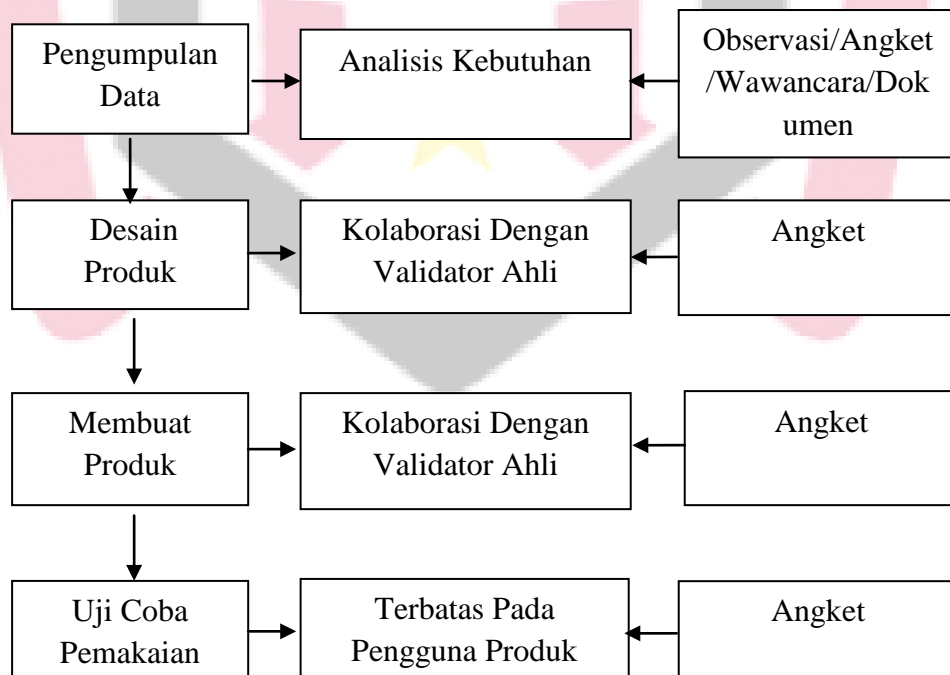 Pengumpulan
Data
Analisis Kebutuhan
Observasi/Angket
/Wawancara/Dok
umen
Desain
Produk
Kolaborasi Dengan
Validator Ahli
Angket
Membuat
Produk
Kolaborasi Dengan
Validator Ahli
Angket
Uji Coba
Pemakaian
Terbatas Pada
Pengguna Produk
Angket